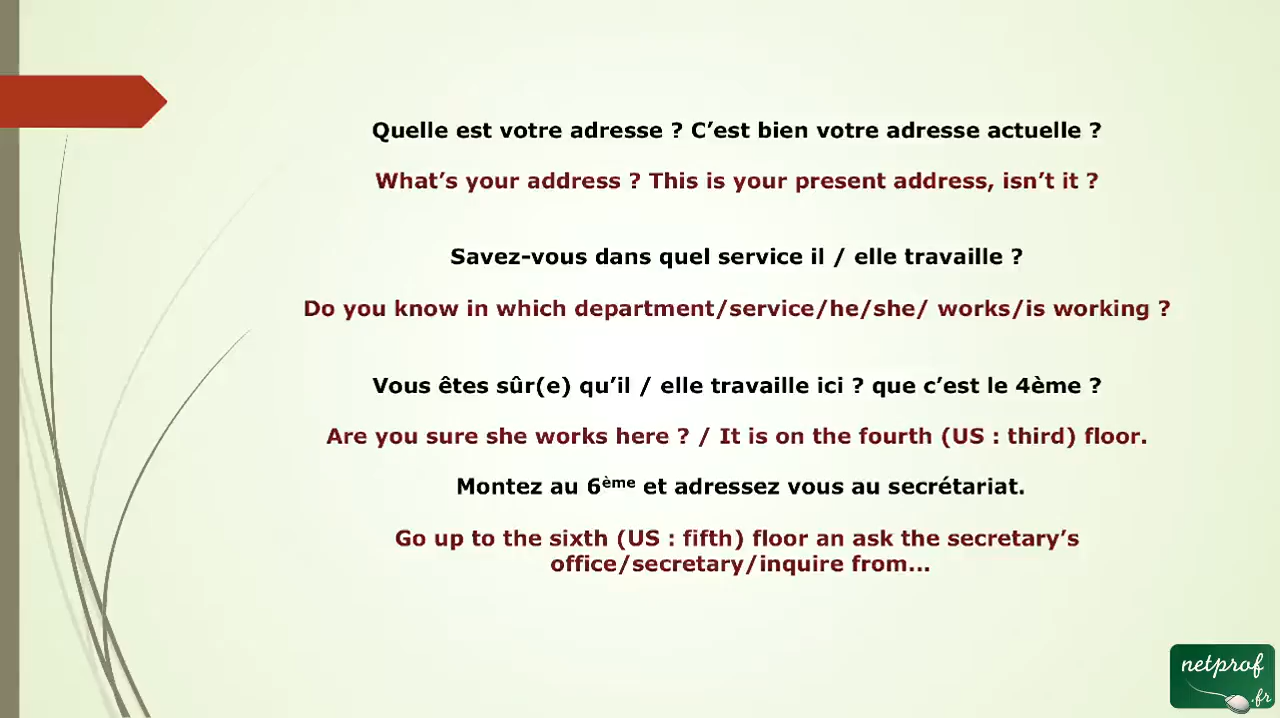 Quelle est votre adresse ? C’est bien votre adresse actuelle ?
What’s your address ? This is your present address, isn’t it ?
Savez-vous dans quel service il / elle travaille ?
Do you know in which department/service/he/she/ works/is working ?
Vous êtes sûr(e) qu’il / elle travaille ici ? que c’est le 4ème ?
Are you sure she works here ? / It is on the fourth (US : third) floor.
Montez au 6ème et adressez vous au secrétariat.
Go up to the sixth (US : fifth) floor an ask the secretary’s
office/secretary/inquire from...
netprof
.fr